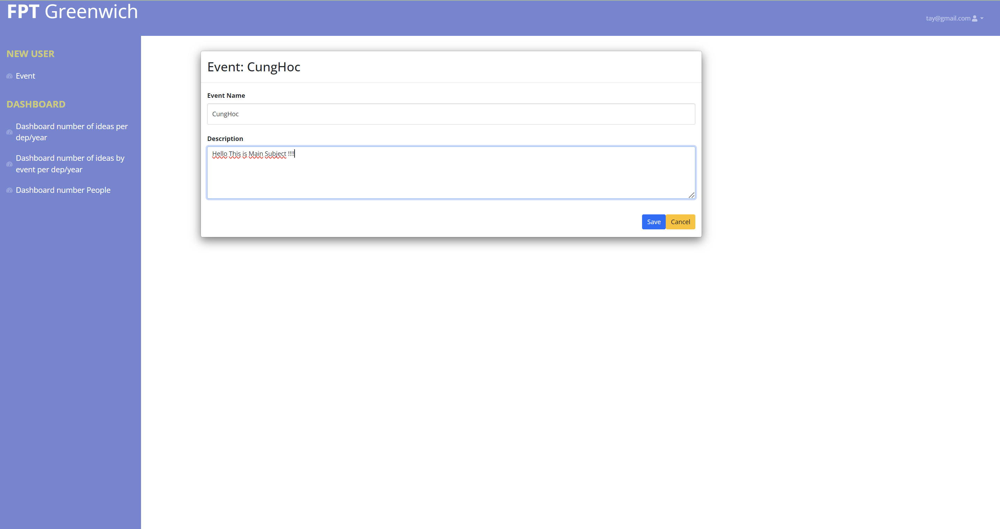 FPT Greenwich
tay@gmail.com
NEW USER
Event
DASHBOARD
Dashboard number of ideas per
dep/year
Dashboard number of ideas by
event per dep/year
Dashboard number People
Event: CungHoc
Event Name
CungHoc
Description
Hello This is Main Subject !!!!
Save Cancel